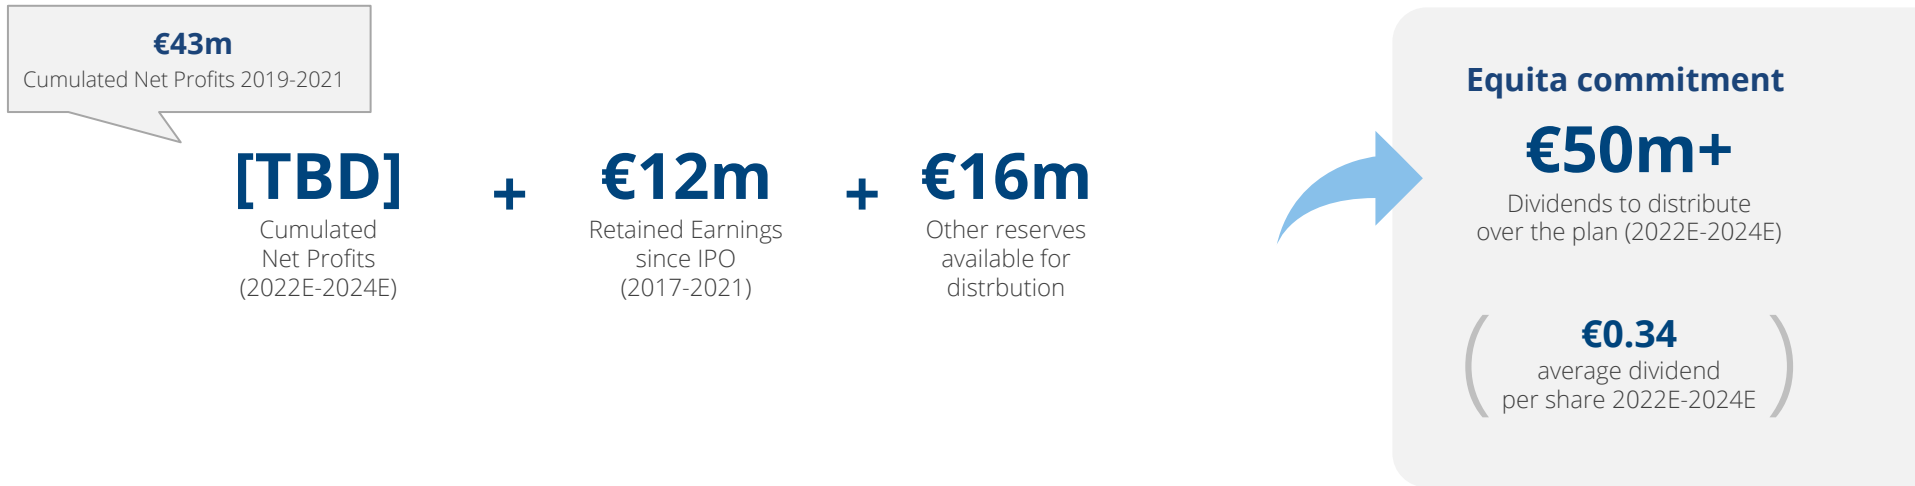 €43m
Cumulated Net Profits 2019-2021
[TBD]
Cumulated
Net Profits
(2022E-2024E)
+
€12m
Retained Earnings
since IPO
(2017-2021)
+
€16m
Other reserves
available for
distrbution
Equita commitment
€50m+
Dividends to distribute
over the plan (2022E-2024E)
( €0.34
average dividend
per share 2022E-2024E )